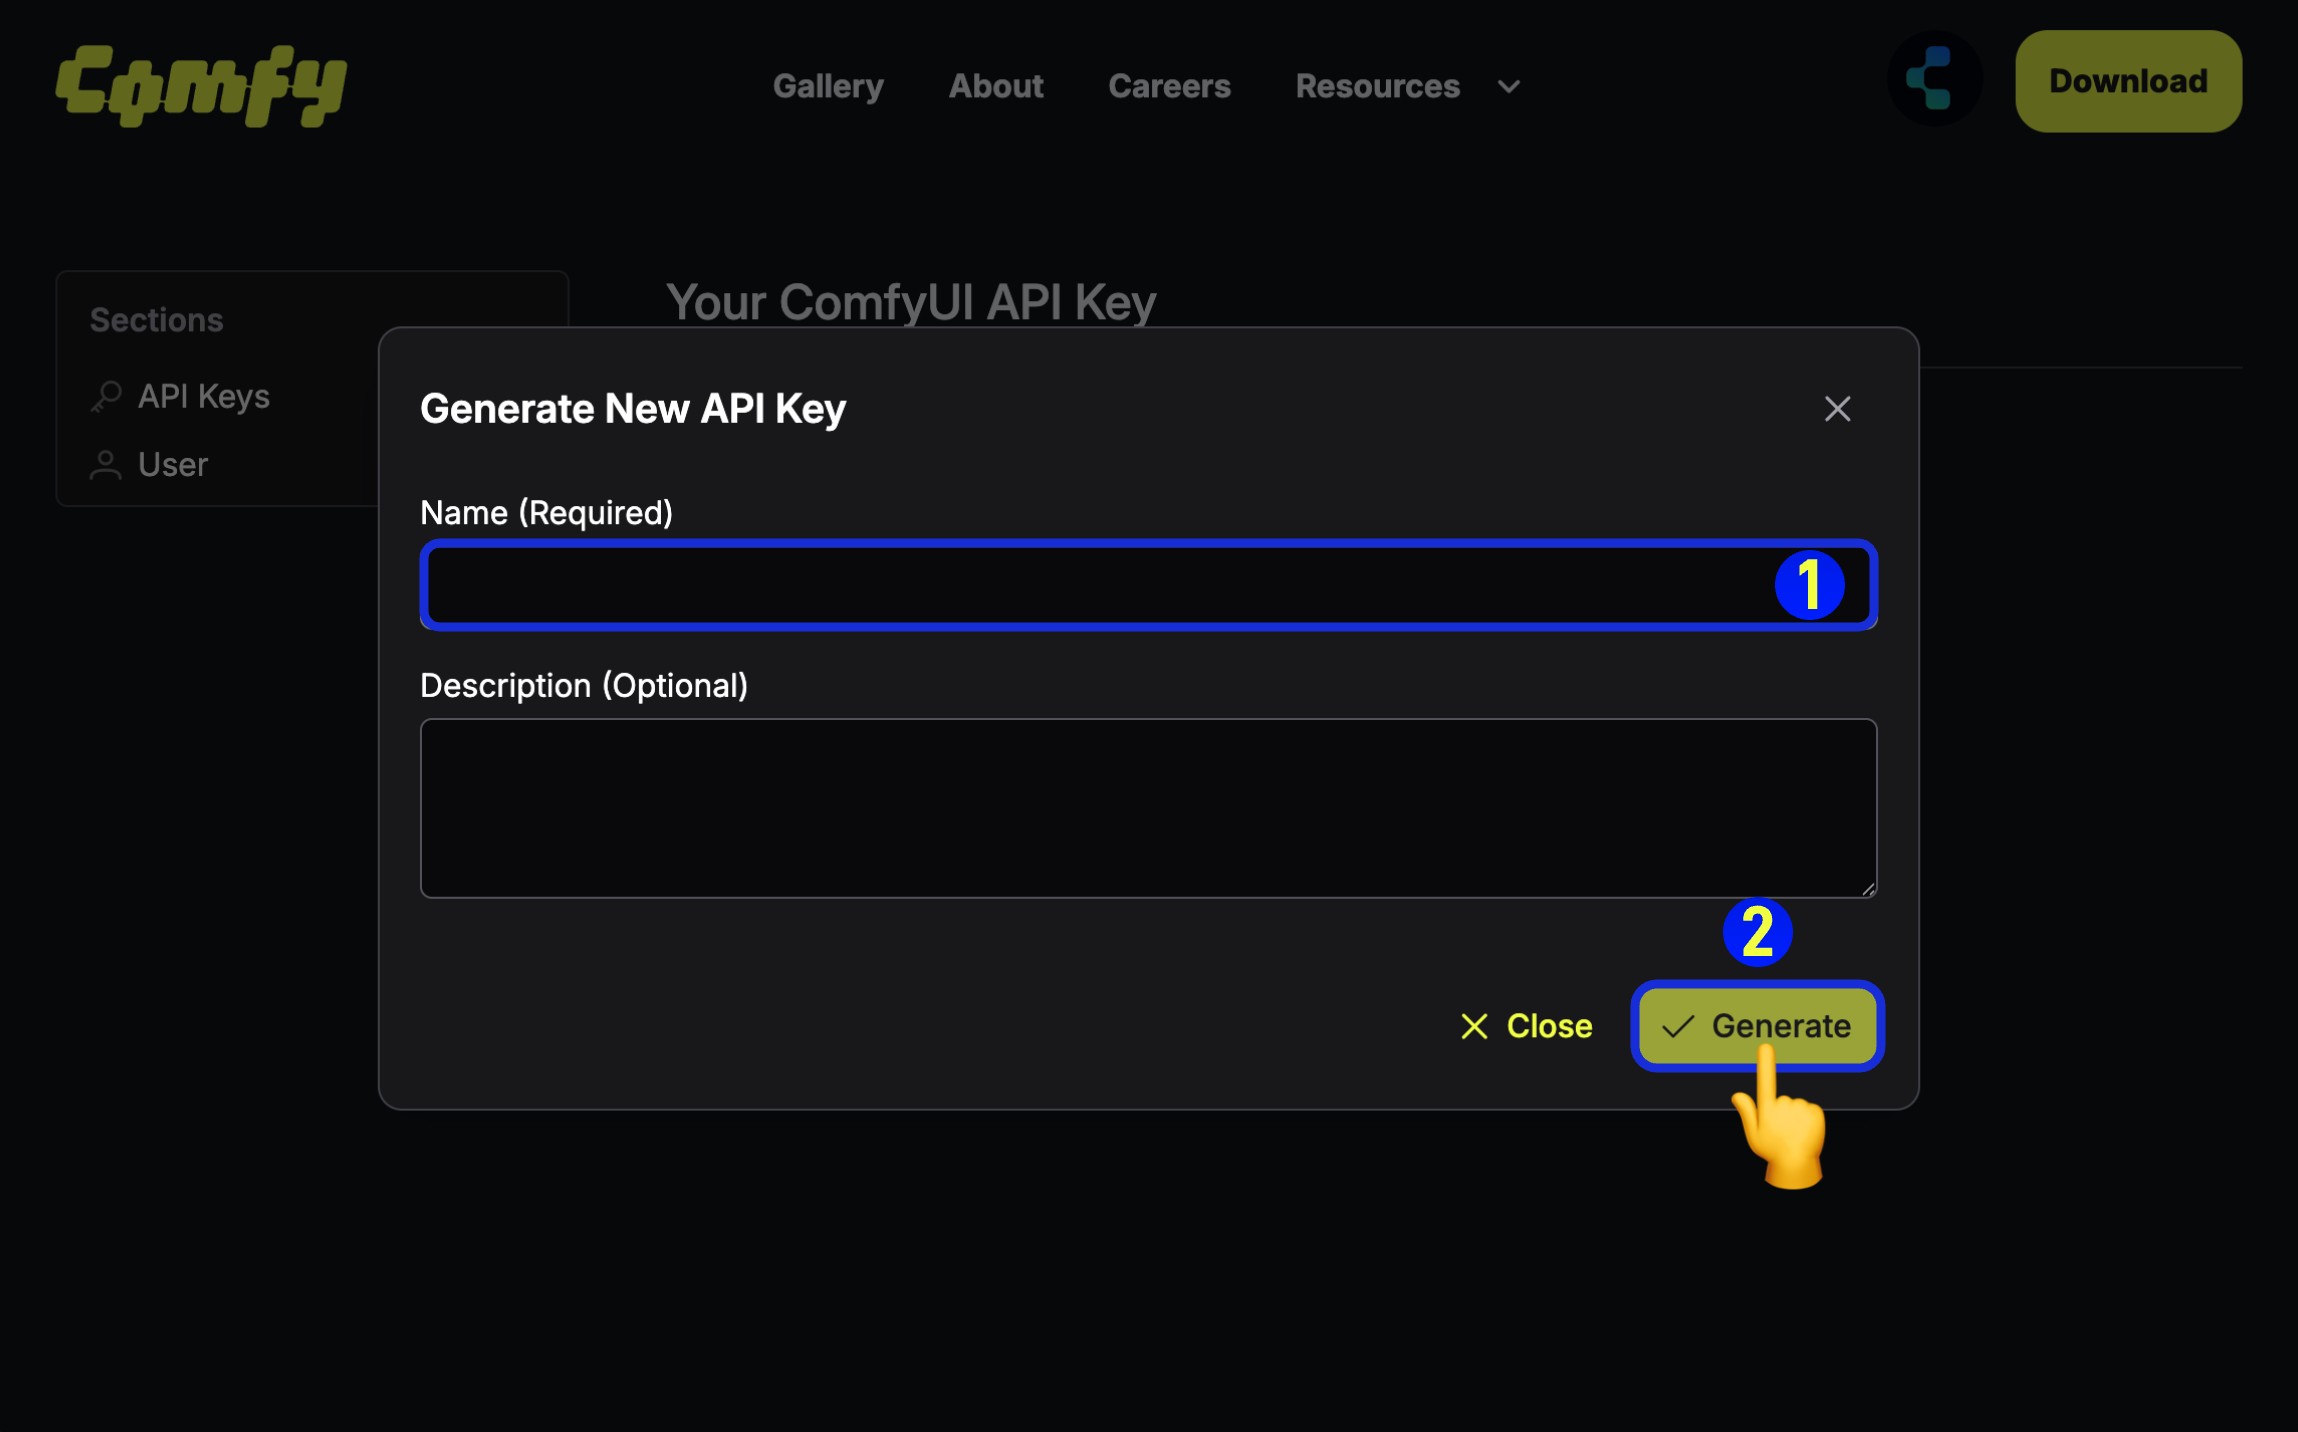 Comfy
Gallery About Careers Resources
Download
Sections
API Keys
User
Your ComfyUI API Key
Generate New API Key
Name (Required)
1
Description (Optional)
2
Close
Generate